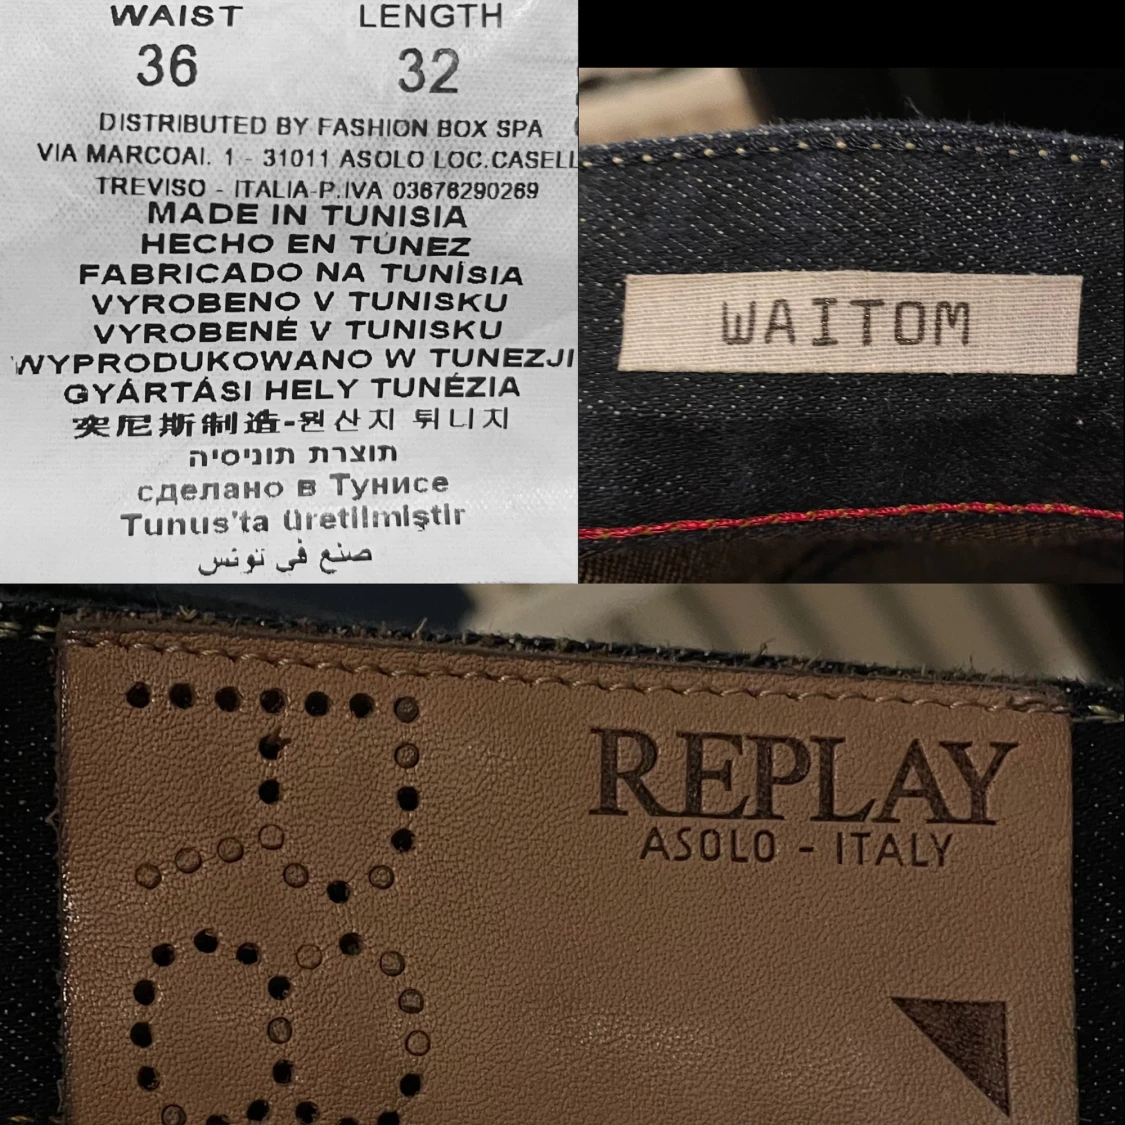 WAIST LENGTH
36 32
DISTRIBUTED BY FASHION BOX SPA
VIA MARCOAI. 1 - 31011 ASOLO LOC.CASELL
TREVISO - ITALIA-P.IVA 03676290269
MADE IN TUNISIA
HECHO EN TÚNEZ
FABRICADO NA TUNÍSIA
VYROBENO V TUNISKU
VYROBENÉ V TUNISKU
WYPRODUKOWANO W TUNEZJI
GYÁRTÁSI HELY TUNÉZIA
突尼斯制造-원산지 튀니지
תוצרת תוניסיה
сделано в Тунисе
Tunus'ta üretilmiştir
صنع في تونس
WAITOM
REPLAY
ASOLO - ITALY